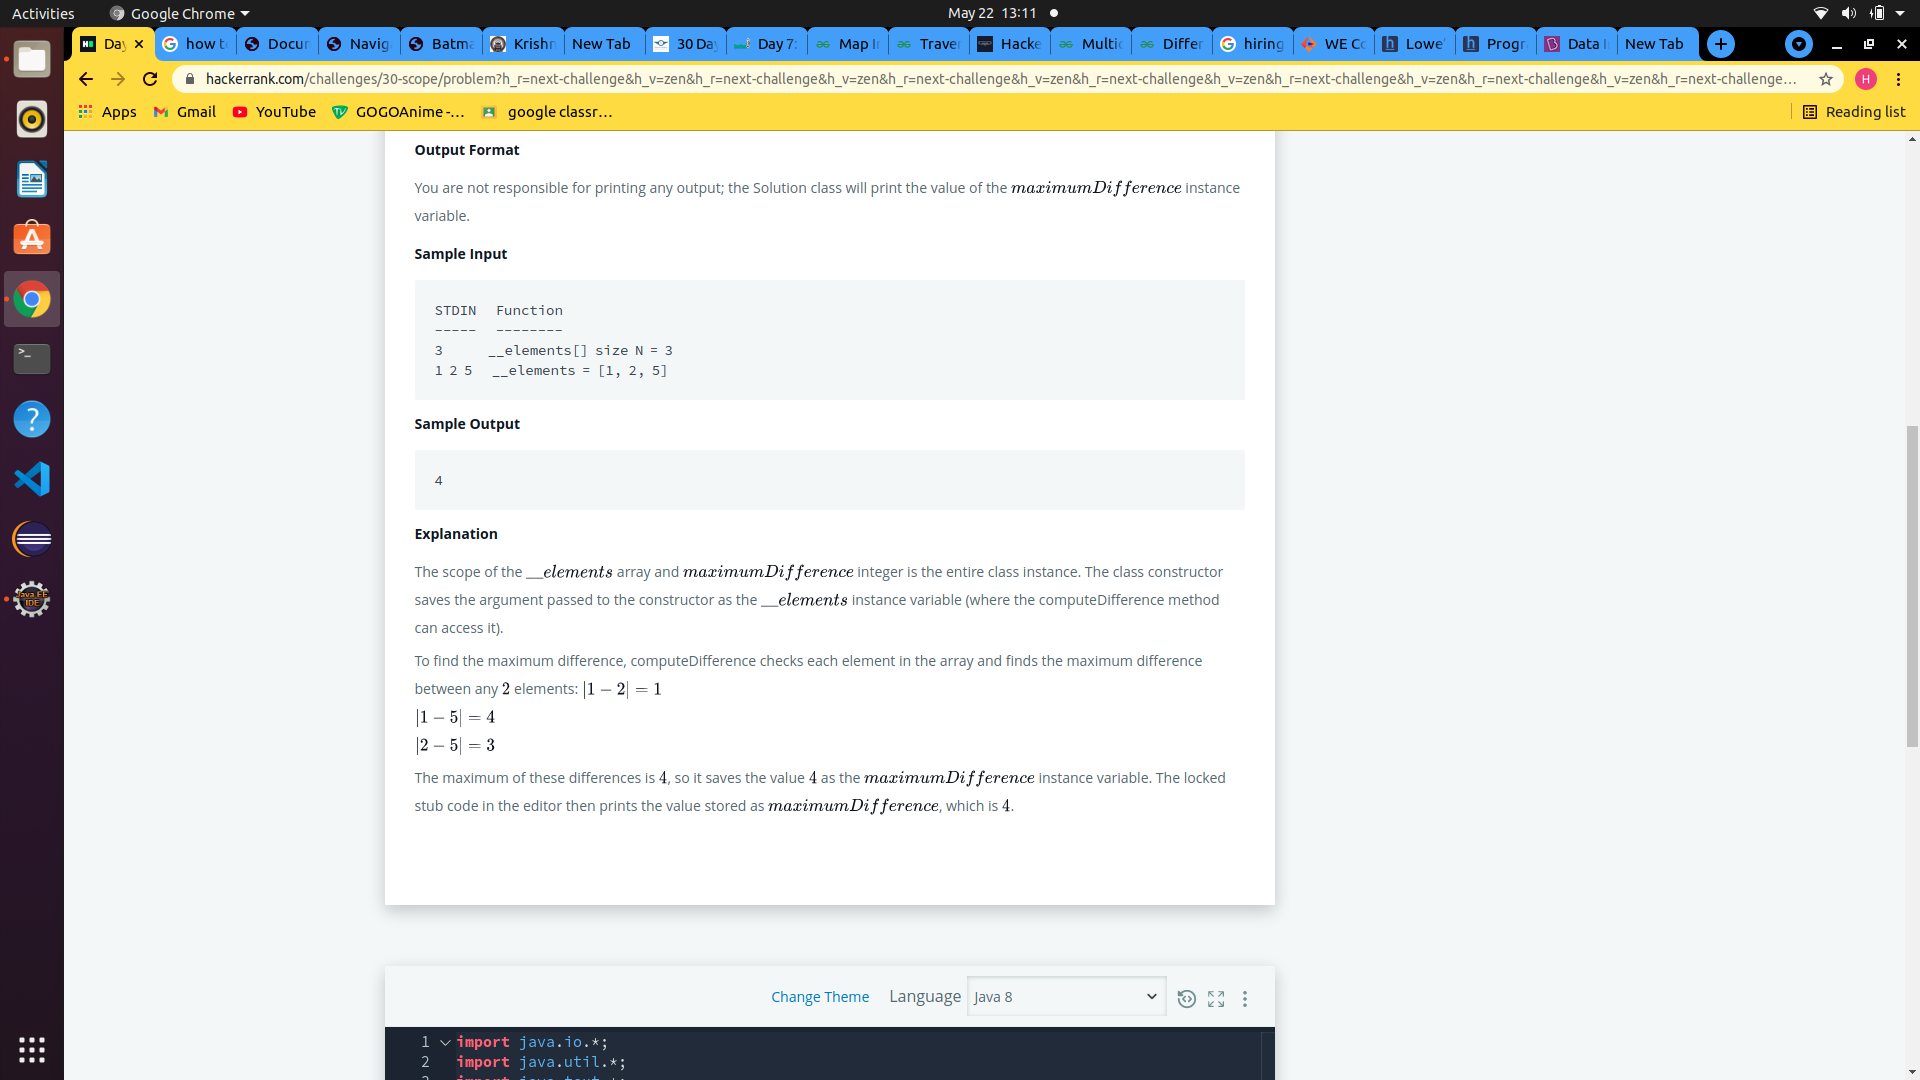 Activities
Google Chrome
May 22 13:11
Day
how t
Docur
Navig
Batma
Krishn
New Tab
30 Day
Day 7:
Map I
Traver
Hacke
Multi
Differ
hiring
WE Co
Lowe'
Progr
Data I
New Tab
hackerrank.com/challenges/30-scope/problem?h_r=next-challenge&h_v=zen&h_r=next-challenge&h_v=zen&h_r=next-challenge&h_v=zen&h_r=next-challenge&h_v=zen&h_r=next-challenge&h_v=zen&h_r=next-challenge&h_v=zen&h_r=next-challenge...
H
Apps
Gmail
YouTube
GOGOAnime -...
google classr...
Reading list
Output Format
You are not responsible for printing any output; the Solution class will print the value of the maximumDifference instance
variable.
Sample Input
STDIN Function
----- --------
3 __elements[] size N = 3
1 2 5 __elements = [1, 2, 5]
Sample Output
4
Explanation
The scope of the __elements array and maximumDifference integer is the entire class instance. The class constructor
saves the argument passed to the constructor as the __elements instance variable (where the computeDifference method
can access it).
To find the maximum difference, computeDifference checks each element in the array and finds the maximum difference
between any 2 elements: |1 − 2| = 1
|1 − 5| = 4
|2 − 5| = 3
The maximum of these differences is 4, so it saves the value 4 as the maximumDifference instance variable. The locked
stub code in the editor then prints the value stored as maximumDifference, which is 4.
Change Theme
Language
Java 8
1 import java.io.*;
2 import java.util.*;